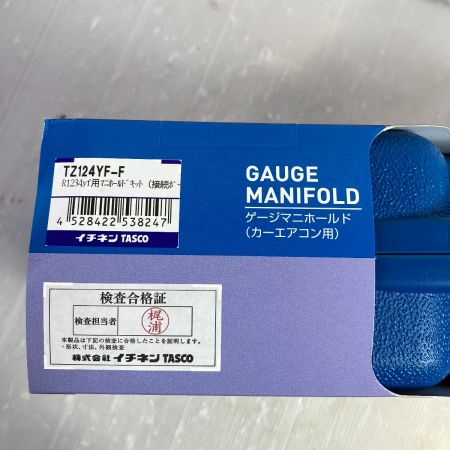 TZ124YF-F
R1234yf用マニホールドキット (接続ホー
4 528422 538247
イチネン TASCO
GAUGE
MANIFOLD
ゲージマニホールド
(カーエアコン用)
検査合格証
検査担当者
梶浦
本製品は下記の検査に合格したことを証明します。
・形状、寸法、外観検査
株式会社 イチネン TASCO